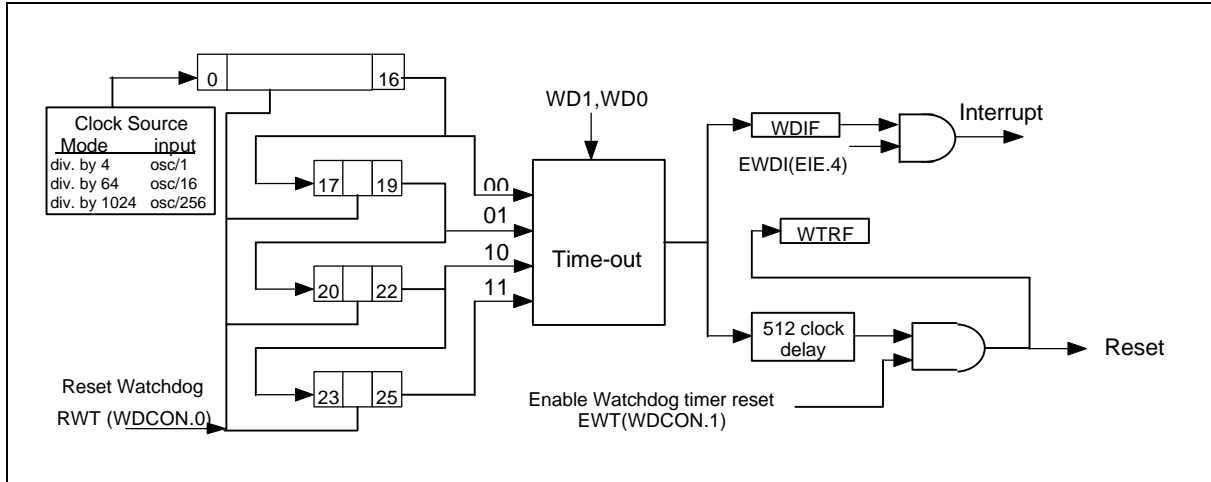 0 16
Clock Source
Mode input
div. by 4 osc/1
div. by 64 osc/16
div. by 1024 osc/256
17 19
20 22
23 25
Reset Watchdog
RWT (WDCON.0)
WD1,WD0
00
01
10
11
Time-out
WDIF
EWDI(EIE.4)
Interrupt
WTRF
512 clock
delay
Reset
Enable Watchdog timer reset
EWT(WDCON.1)